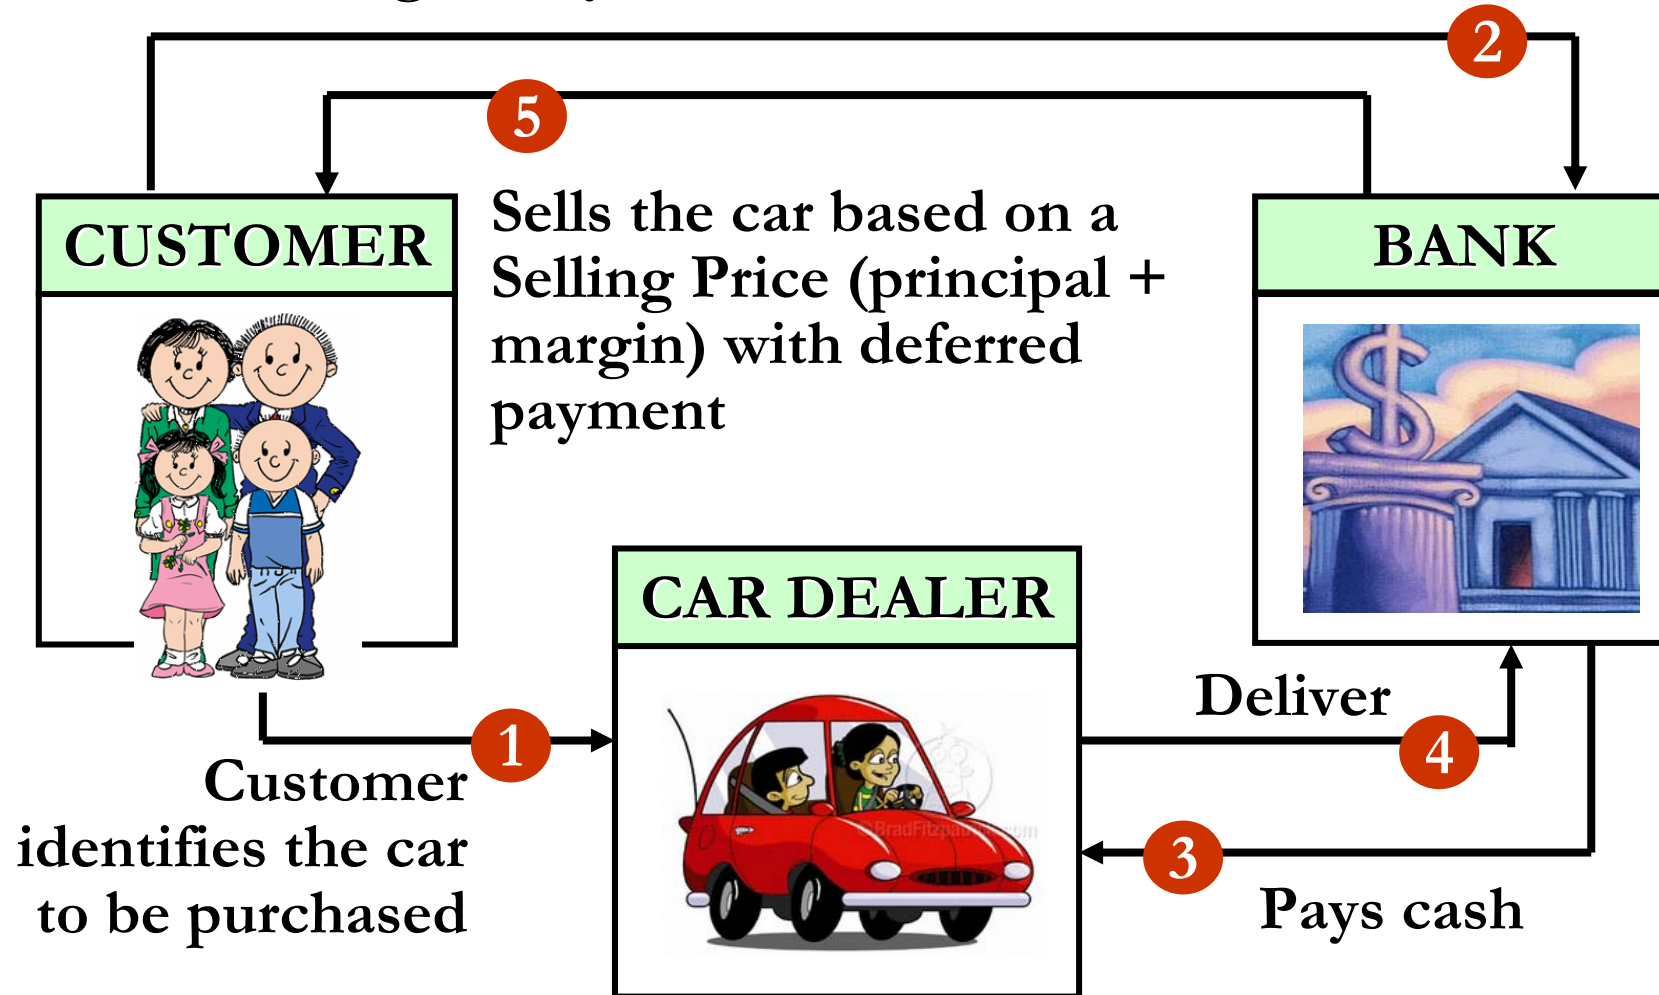 2
5
CUSTOMER
Sells the car based on a
Selling Price (principal +
margin) with deferred
payment
BANK
$
CAR DEALER
1
Customer
identifies the car
to be purchased
Deliver
4
3
Pays cash